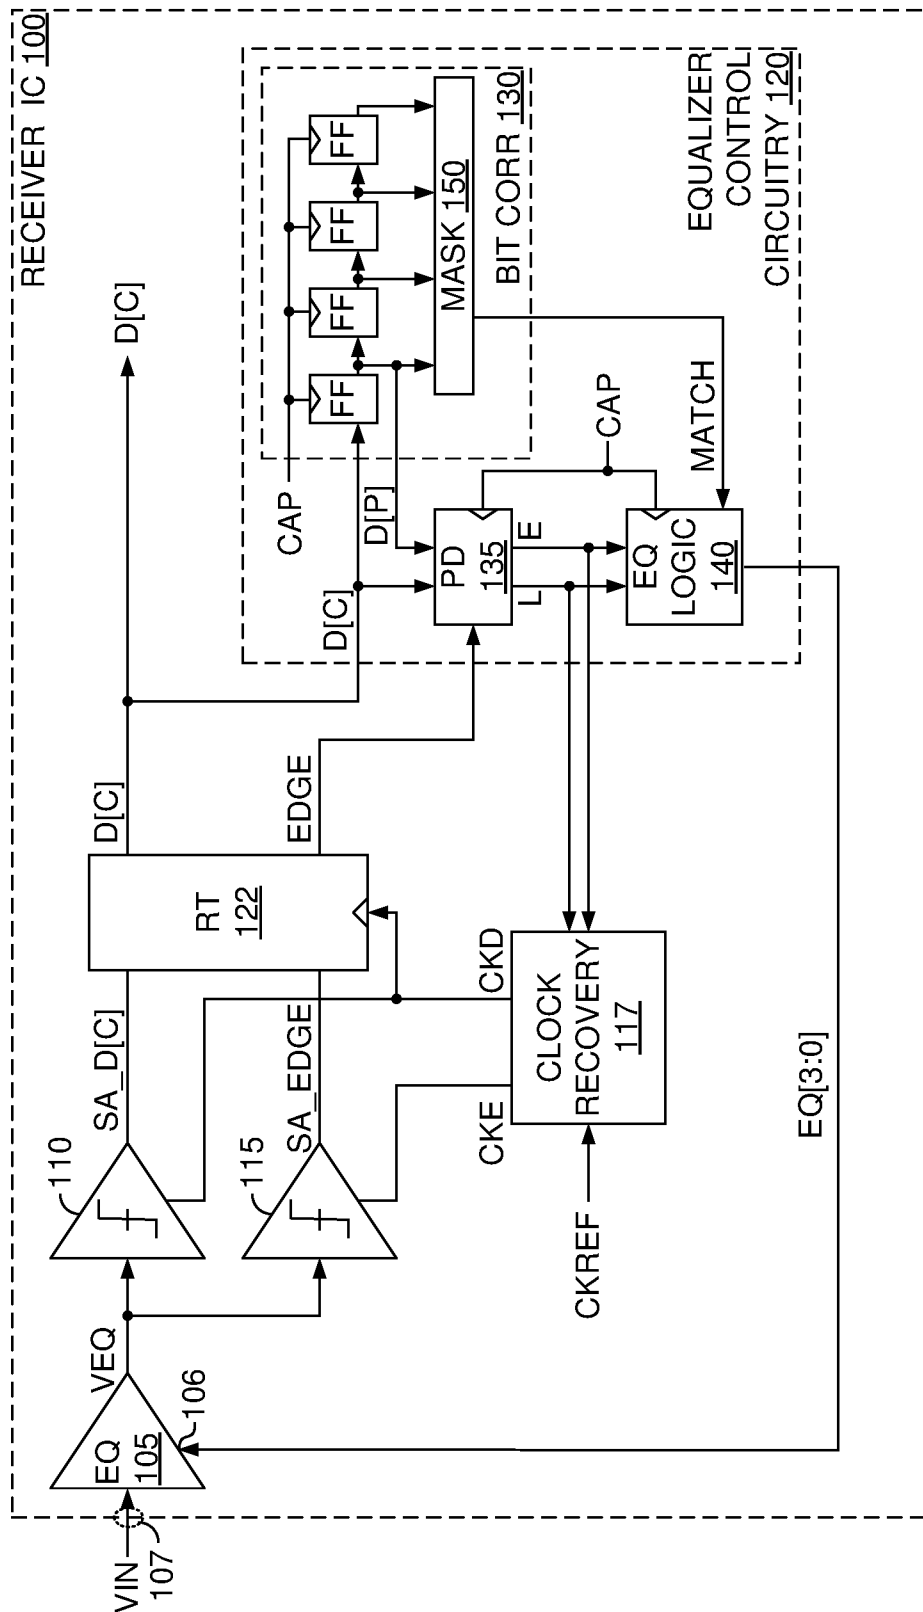 RECEIVER IC 100
VIN
107
EQ
105
106
VEQ
110
115
SA_D[C]
SA_EDGE
RT
122
D[C]
EDGE
D[C]
CKREF
CKE
CKD
CLOCK
RECOVERY
117
EQ[3:0]
D[C]
D[P]
CAP
FF
FF
FF
FF
MASK 150
BIT CORR 130
PD
135
L
E
EQ
LOGIC
140
CAP
MATCH
EQUALIZER
CONTROL
CIRCUITRY 120